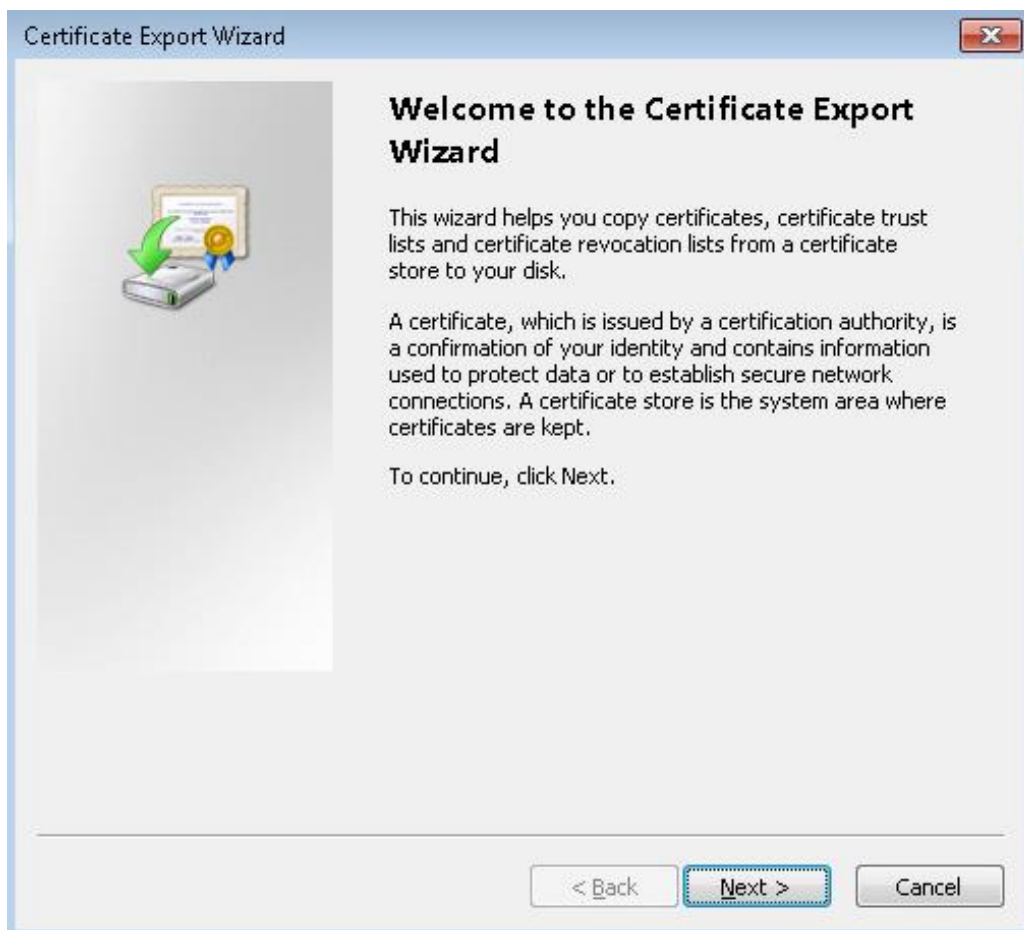 Certificate Export Wizard
Welcome to the Certificate Export
Wizard
This wizard helps you copy certificates, certificate trust
lists and certificate revocation lists from a certificate
store to your disk.
A certificate, which is issued by a certification authority, is
a confirmation of your identity and contains information
used to protect data or to establish secure network
connections. A certificate store is the system area where
certificates are kept.
To continue, click Next.
< Back
Next >
Cancel